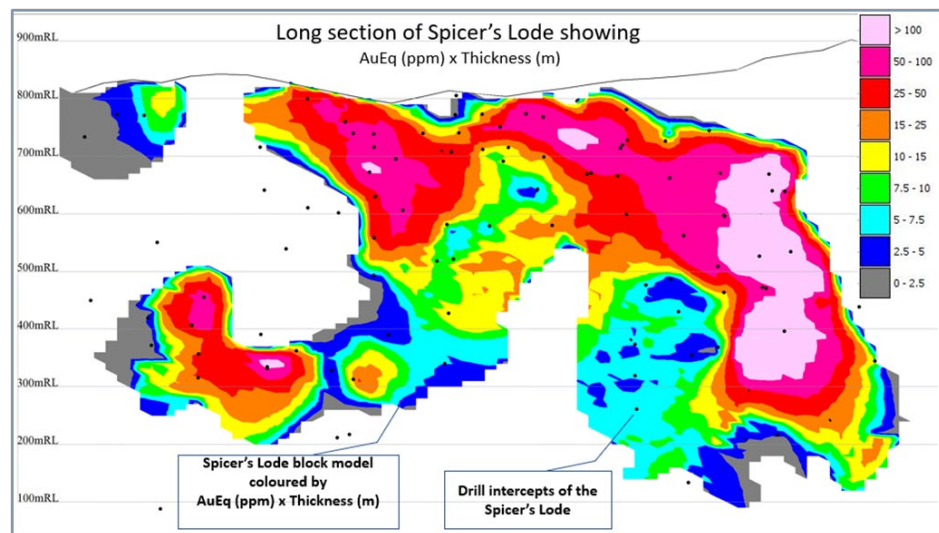 Long section of Spicer's Lode showing
AuEq (ppm) x Thickness (m)
900mRL
800mRL
700mRL
600mRL
500mRL
400mRL
300mRL
200mRL
100mRL
> 100
50 - 100
25 - 50
15 - 25
10 - 15
7.5 - 10
5 - 7.5
2.5 - 5
0 - 2.5
Spicer's Lode block model
coloured by
AuEq (ppm) x Thickness (m)
Drill intercepts of the
Spicer's Lode